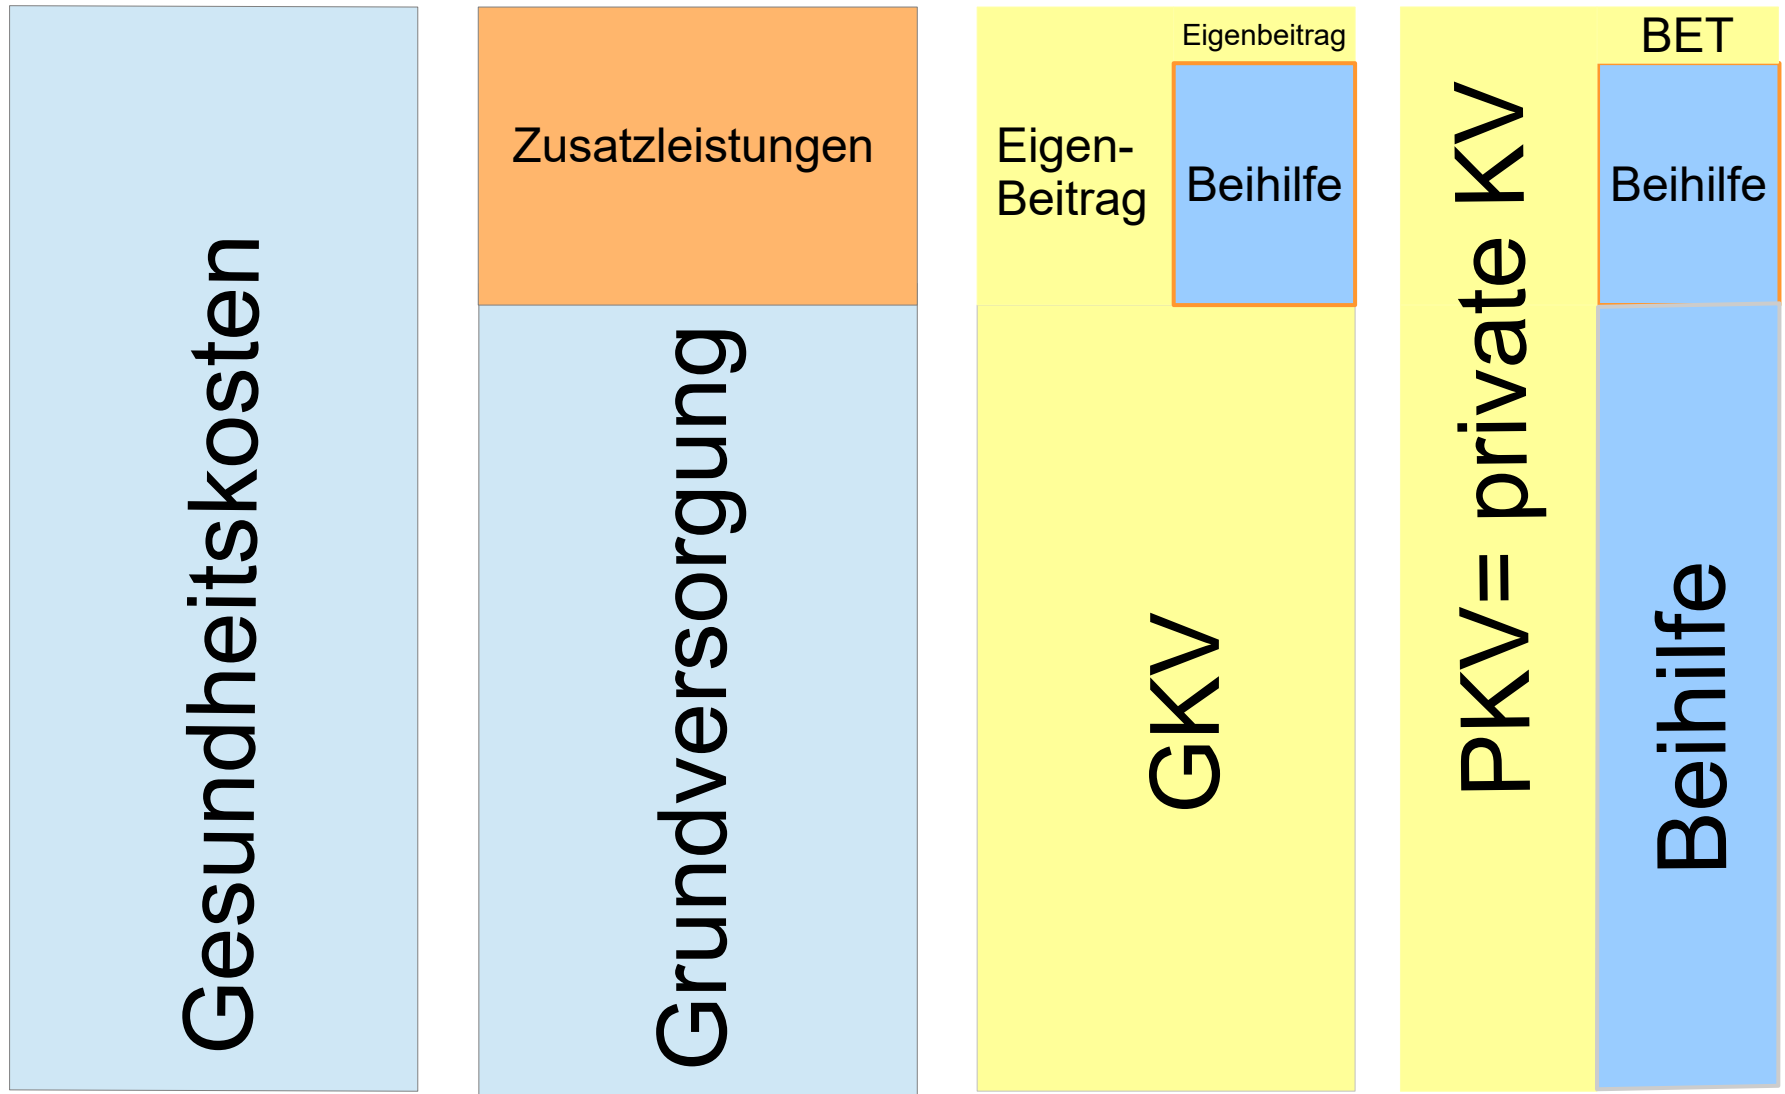 Gesundheitskosten
Zusatzleistungen
Grundversorgung
Eigenbeitrag
Eigen-
Beitrag
Beihilfe
GKV
PKV= private KV
BET
Beihilfe
Beihilfe